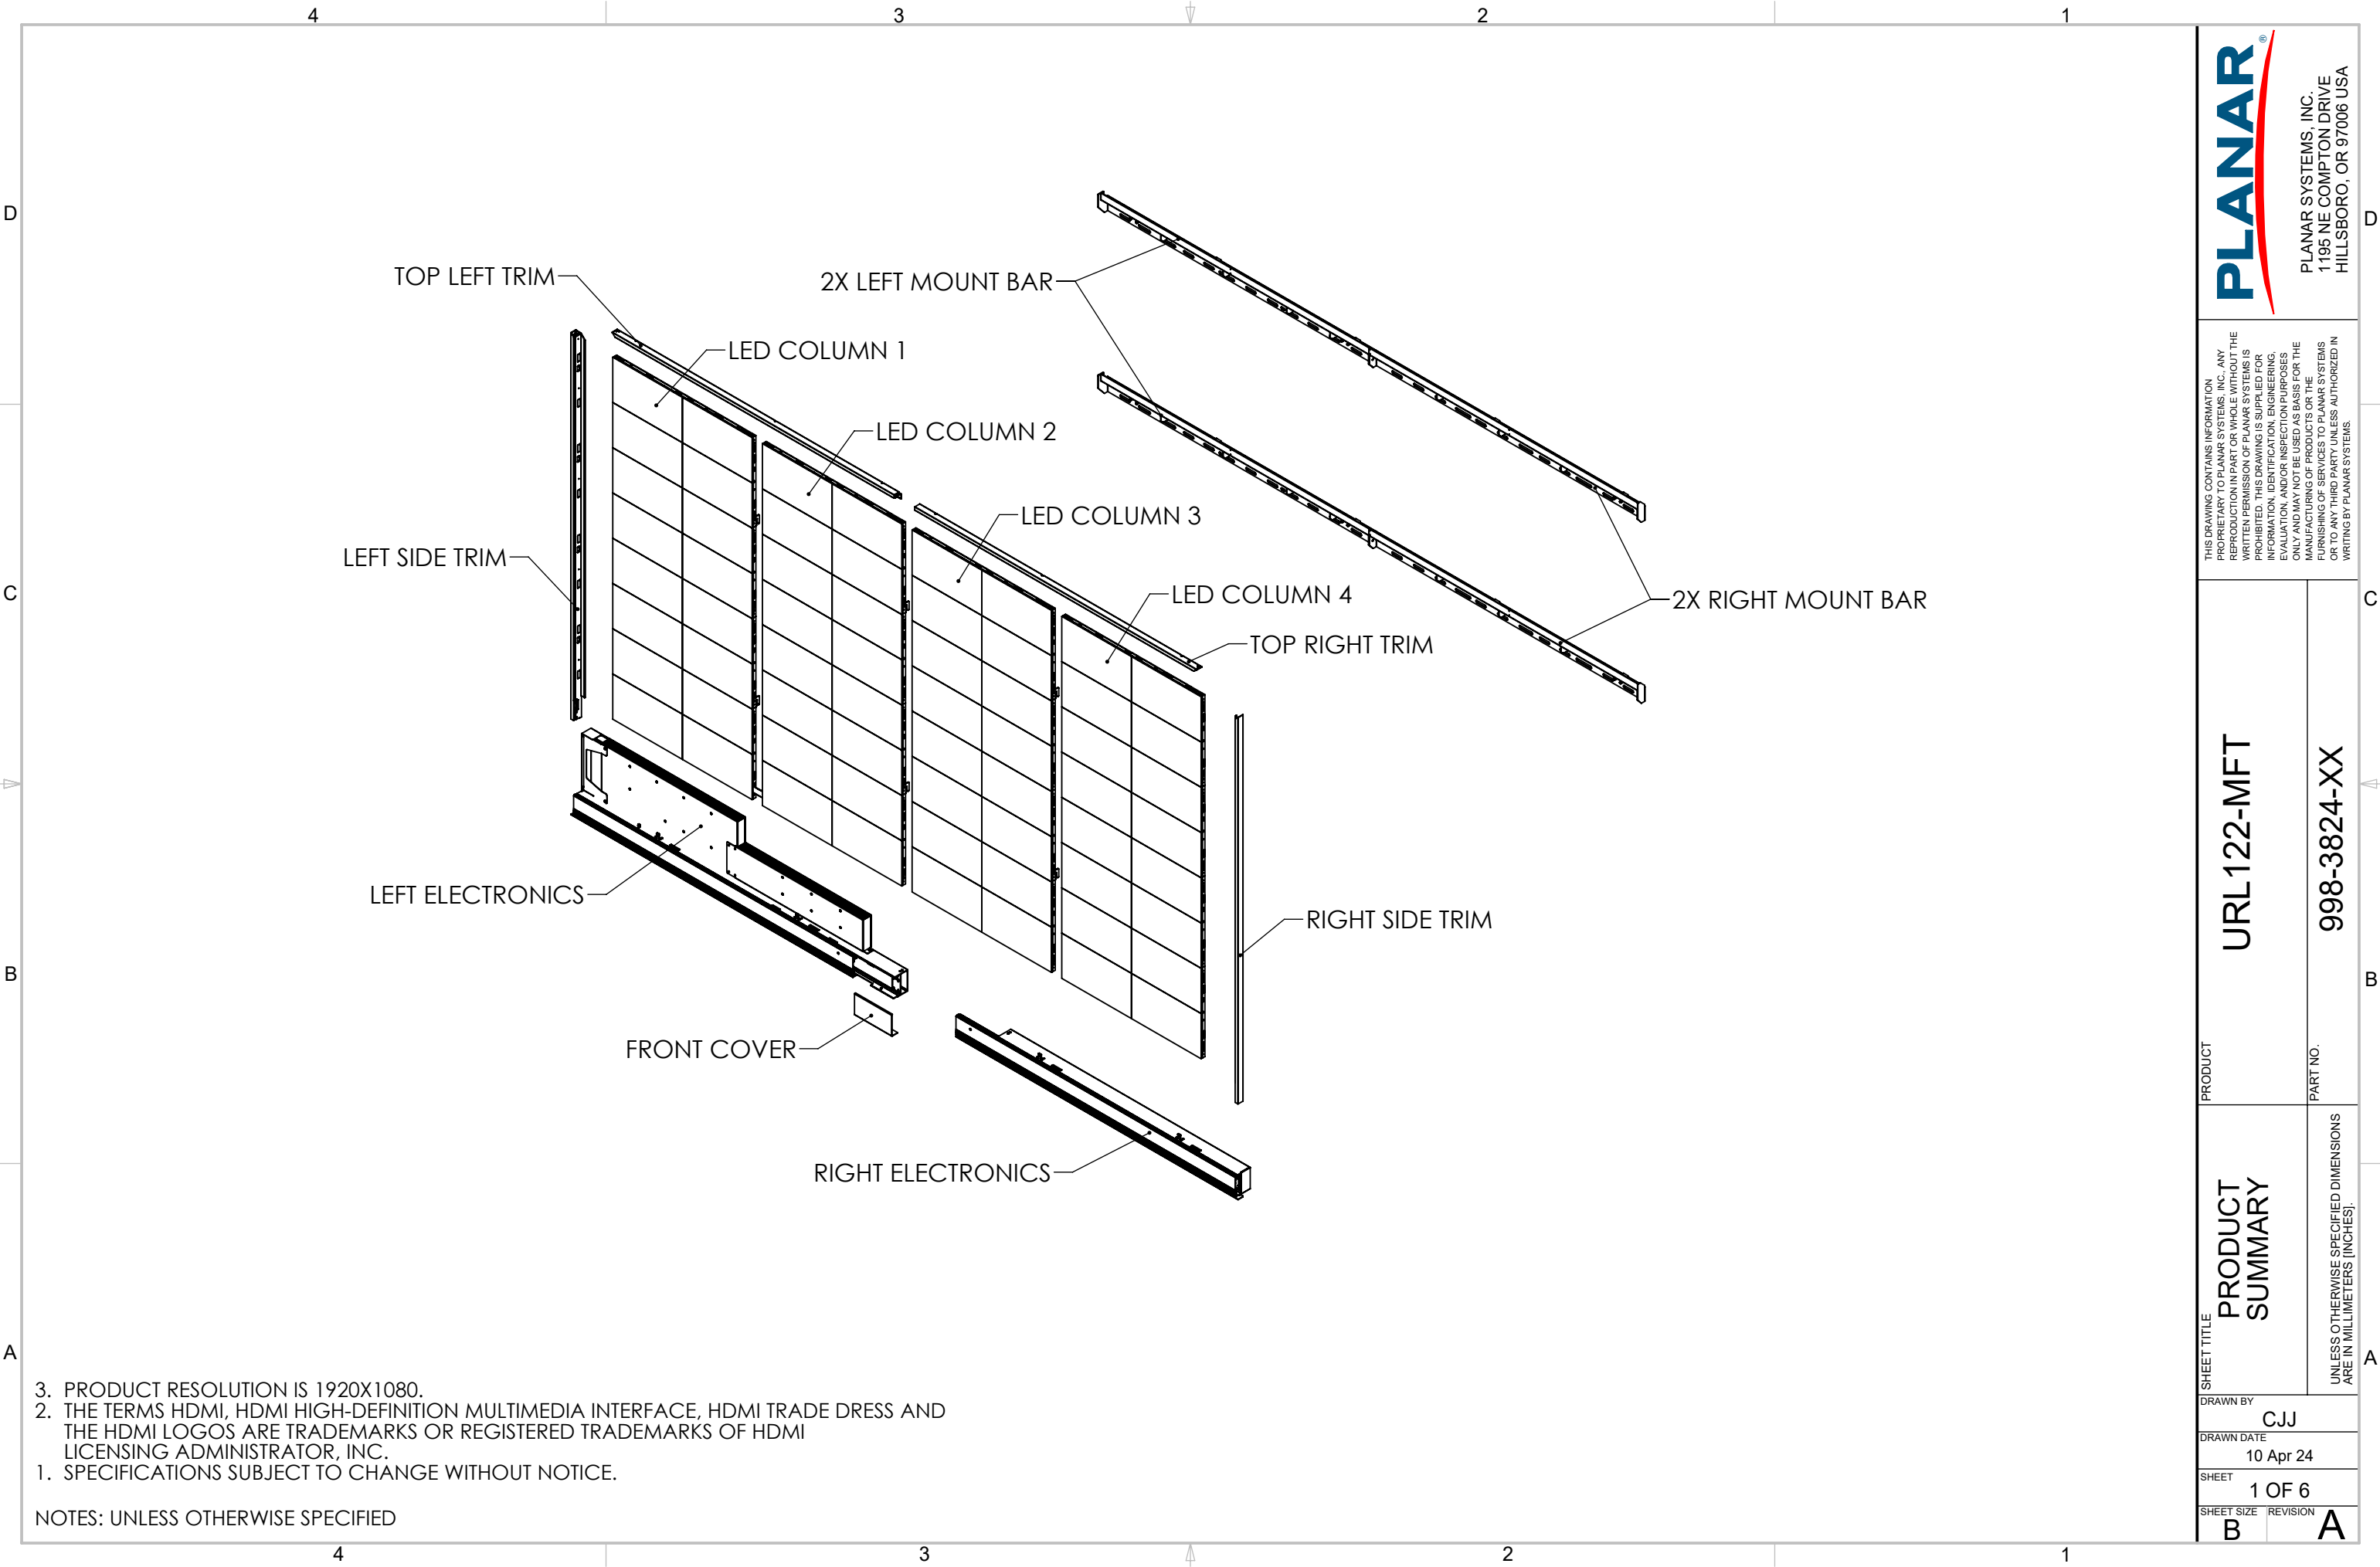 4 3 2 1
D
C
B
A
TOP LEFT TRIM
2X LEFT MOUNT BAR
LED COLUMN 1
LED COLUMN 2
LED COLUMN 3
LEFT SIDE TRIM
LED COLUMN 4
2X RIGHT MOUNT BAR
TOP RIGHT TRIM
LEFT ELECTRONICS
RIGHT SIDE TRIM
FRONT COVER
RIGHT ELECTRONICS
3. PRODUCT RESOLUTION IS 1920X1080.
2. THE TERMS HDMI, HDMI HIGH-DEFINITION MULTIMEDIA INTERFACE, HDMI TRADE DRESS AND
THE HDMI LOGOS ARE TRADEMARKS OR REGISTERED TRADEMARKS OF HDMI
LICENSING ADMINISTRATOR, INC.
1. SPECIFICATIONS SUBJECT TO CHANGE WITHOUT NOTICE.
NOTES: UNLESS OTHERWISE SPECIFIED
4 3 2 1
D
C
B
A
PLANAR®
PLANAR SYSTEMS, INC.
1195 NE COMPTON DRIVE
HILLSBORO, OR 97006 USA
THIS DRAWING CONTAINS INFORMATION
PROPRIETARY TO PLANAR SYSTEMS, INC., ANY
REPRODUCTION IN PART OR WHOLE WITHOUT THE
WRITTEN PERMISSION OF PLANAR SYSTEMS IS
PROHIBITED. THIS DRAWING IS SUPPLIED FOR
INFORMATION, IDENTIFICATION, ENGINEERING,
EVALUATION, AND/OR INSPECTION PURPOSES
ONLY AND MAY NOT BE USED AS BASIS FOR THE
MANUFACTURING OF PRODUCTS OR THE
FURNISHING OF SERVICES TO PLANAR SYSTEMS
OR TO ANY THIRD PARTY UNLESS AUTHORIZED IN
WRITING BY PLANAR SYSTEMS.
PRODUCT
URL122-MFT
PART NO.
998-3824-XX
SHEET TITLE
PRODUCT
SUMMARY
UNLESS OTHERWISE SPECIFIED DIMENSIONS
ARE IN MILLIMETERS [INCHES].
DRAWN BY
CJJ
DRAWN DATE
10 Apr 24
SHEET
1 OF 6
SHEET SIZE
B
REVISION
A